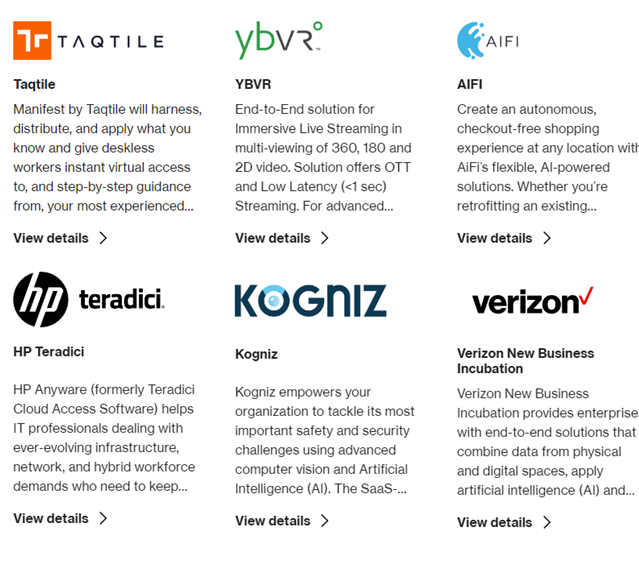 TAQTILE
Taqtile
Manifest by Taqtile will harness,
distribute, and apply what you
know and give deskless
workers instant virtual access
to, and step-by-step guidance
from, your most experienced...
View details
ybVR™
YBVR
End-to-End solution for
Immersive Live Streaming in
multi-viewing of 360, 180 and
2D video. Solution offers OTT
and Low Latency (<1 sec)
Streaming. For advanced...
View details
AIFI
AIFI
Create an autonomous,
checkout-free shopping
experience at any location with
AiFi's flexible, AI-powered
solutions. Whether you're
retrofitting an existing...
View details
hp teradici.
HP Teradici
HP Anyware (formerly Teradici
Cloud Access Software) helps
IT professionals dealing with
ever-evolving infrastructure,
network, and hybrid workforce
demands who need to keep...
View details
KOGNIZ
Kogniz
Kogniz empowers your
organization to tackle its most
important safety and security
challenges using advanced
computer vision and Artificial
Intelligence (AI). The SaaS-...
View details
verizon
Verizon New Business
Incubation
Verizon New Business
Incubation provides enterprise
with end-to-end solutions that
combine data from physical
and digital spaces, apply
artificial intelligence (AI) and...
View details